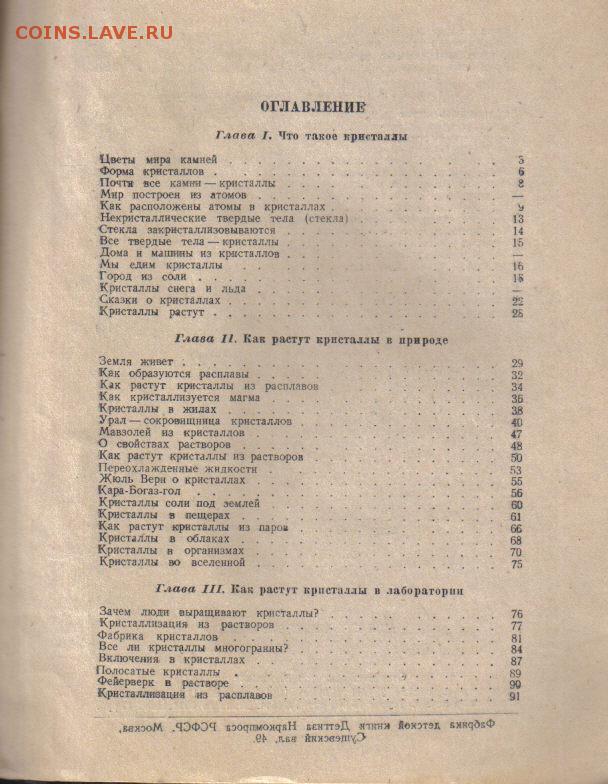 COINS.LAVE.RU
ОГЛАВЛЕНИЕ
Глава I. Что такое кристаллы
Цветы мира камней 3
Форма кристаллов 6
Почти все камни — кристаллы 8
Мир построен из атомов —
Как расположены атомы в кристаллах 9
Некристаллические твердые тела (стекла) 13
Стекла закристаллизовываются 14
Все твердые тела — кристаллы 15
Дома и машины из кристаллов —
Мы едим кристаллы 16
Город из соли 18
Кристаллы снега и льда —
Сказки о кристаллах 22
Кристаллы растут 28
Глава II. Как растут кристаллы в природе
Земля живет 29
Как образуются расплавы 32
Как растут кристаллы из расплавов 34
Как кристаллизуется магма 36
Кристаллы в жилах 38
Урал — сокровищница кристаллов 40
Мавзолей из кристаллов 47
О свойствах растворов 48
Как растут кристаллы из растворов 50
Переохлажденные жидкости 53
Жюль Верн о кристаллах 55
Кара-Богаз-гол 56
Кристаллы соли под землей 60
Кристаллы в пещерах 61
Как растут кристаллы из паров 66
Кристаллы в облаках 68
Кристаллы в организмах 70
Кристаллы во вселенной 75
Глава III. Как растут кристаллы в лаборатории
Зачем люди выращивают кристаллы? 76
Кристаллизация из растворов 77
Фабрика кристаллов 81
Все ли кристаллы многогранны? 84
Включения в кристаллах 87
Полосатые кристаллы 89
Фейерверк в растворе 90
Кристаллизация из расплавов 91
Фабрика детской книги Детгиза Наркомпроса РСФСР. Москва,
Сущевский вал, 49.